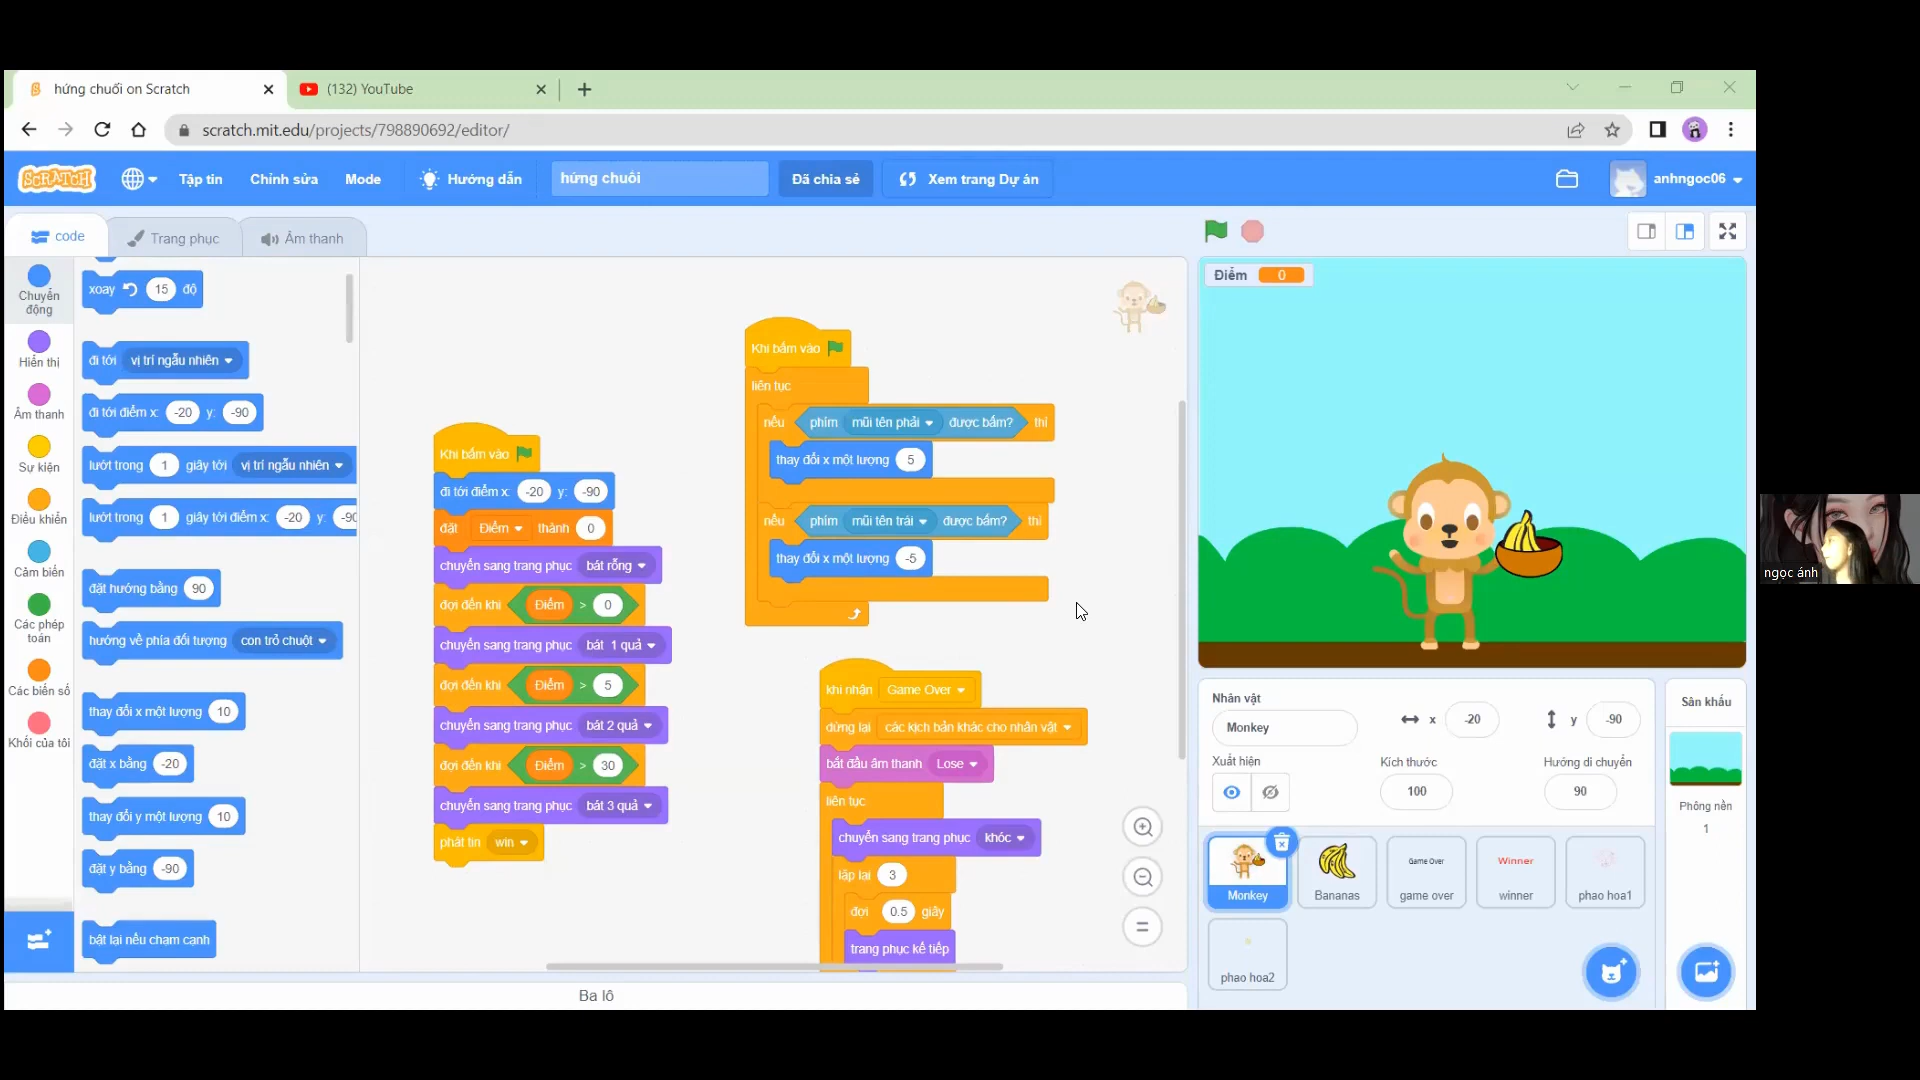 hứng chuối on Scratch
(132) YouTube
scratch.mit.edu/projects/798890692/editor/
SCRATCH
Tập tin
Chỉnh sửa
Mode
Hướng dẫn
hứng chuối
Đã chia sẻ
Xem trang Dự án
anhngoc06
code
Trang phục
Âm thanh
Chuyển động
Hiển thị
Âm thanh
Sự kiện
Điều khiển
Cảm biến
Các phép toán
Các biến số
Khối của tôi
xoay 15 độ
đi tới vị trí ngẫu nhiên
đi tới điểm x: -20 y: -90
lướt trong 1 giây tới vị trí ngẫu nhiên
lướt trong 1 giây tới điểm x: -20 y: -90
đặt hướng bằng 90
hướng về phía đối tượng con trỏ chuột
thay đổi x một lượng 10
đặt x bằng -20
thay đổi y một lượng 10
đặt y bằng -90
bật lại nếu chạm cạnh
Khi bấm vào
đi tới điểm x: -20 y: -90
đặt Điểm thành 0
chuyển sang trang phục bát rỗng
đợi đến khi Điểm > 0
chuyển sang trang phục bát 1 quả
đợi đến khi Điểm > 5
chuyển sang trang phục bát 2 quả
đợi đến khi Điểm > 30
chuyển sang trang phục bát 3 quả
phát tin win
Khi bấm vào
liên tục
nếu phím mũi tên phải được bấm? thì
thay đổi x một lượng 5
nếu phím mũi tên trái được bấm? thì
thay đổi x một lượng -5
khi nhận Game Over
dừng lại các kịch bản khác cho nhân vật
bắt đầu âm thanh Lose
liên tục
chuyển sang trang phục khóc
lặp lại 3
đợi 0.5 giây
trang phục kế tiếp
Ba lô
Điểm 0
Nhân vật
Monkey
x -20
y -90
Xuất hiện
Kích thước
100
Hướng di chuyển
90
Monkey
Bananas
Game Over
game over
Winner
winner
phao hoa1
phao hoa2
Sân khấu
Phông nền
1
ngọc ánh